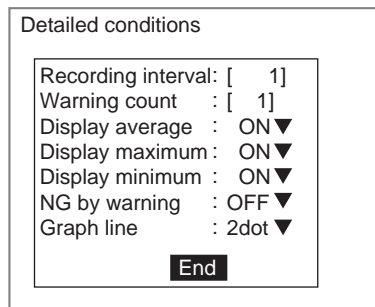 Detailed conditions
Recording interval: [ 1]
Warning count : [ 1]
Display average : ON▼
Display maximum : ON▼
Display minimum : ON▼
NG by warning : OFF▼
Graph line : 2dot▼
End